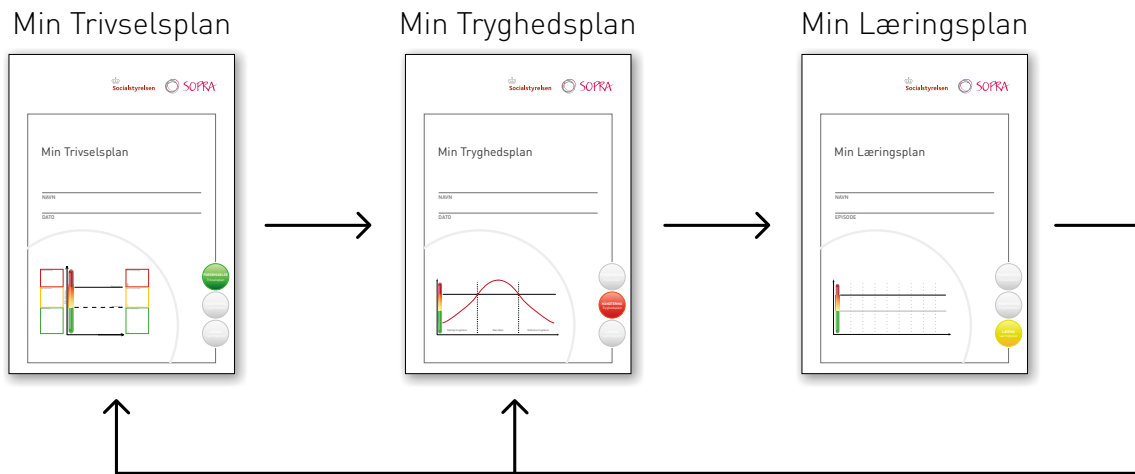 Min Trivselsplan
Min Tryghedsplan
Min Læringsplan
Socialstyrelsen SOPRA
Min Trivselsplan
NAVN
DATO
Socialstyrelsen SOPRA
Min Tryghedsplan
NAVN
DATO
HÅNDTERING
Socialstyrelsen SOPRA
Min Læringsplan
NAVN
EPISODE